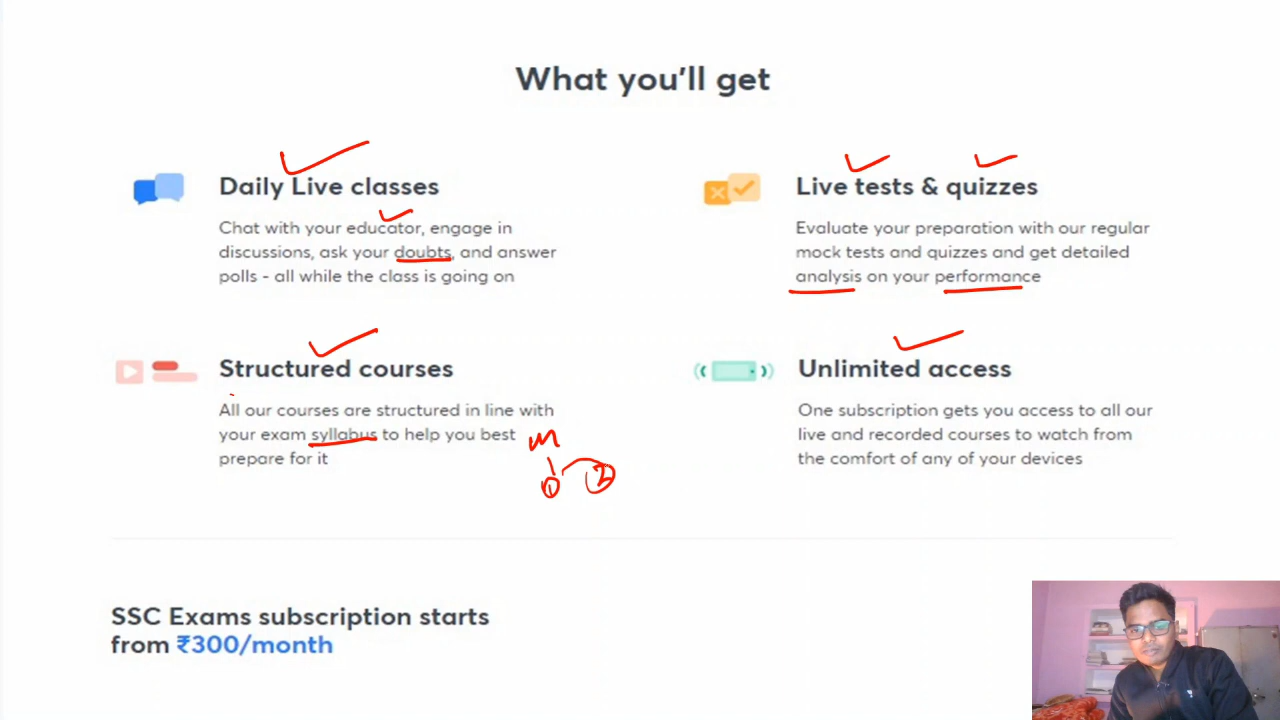 What you'll get
Daily Live classes
Chat with your educator, engage in
discussions, ask your doubts, and answer
polls - all while the class is going on
Live tests & quizzes
Evaluate your preparation with our regular
mock tests and quizzes and get detailed
analysis on your performance
Structured courses
All our courses are structured in line with
your exam syllabus to help you best
prepare for it
m
1 2
Unlimited access
One subscription gets you access to all our
live and recorded courses to watch from
the comfort of any of your devices
SSC Exams subscription starts
from ₹300/month